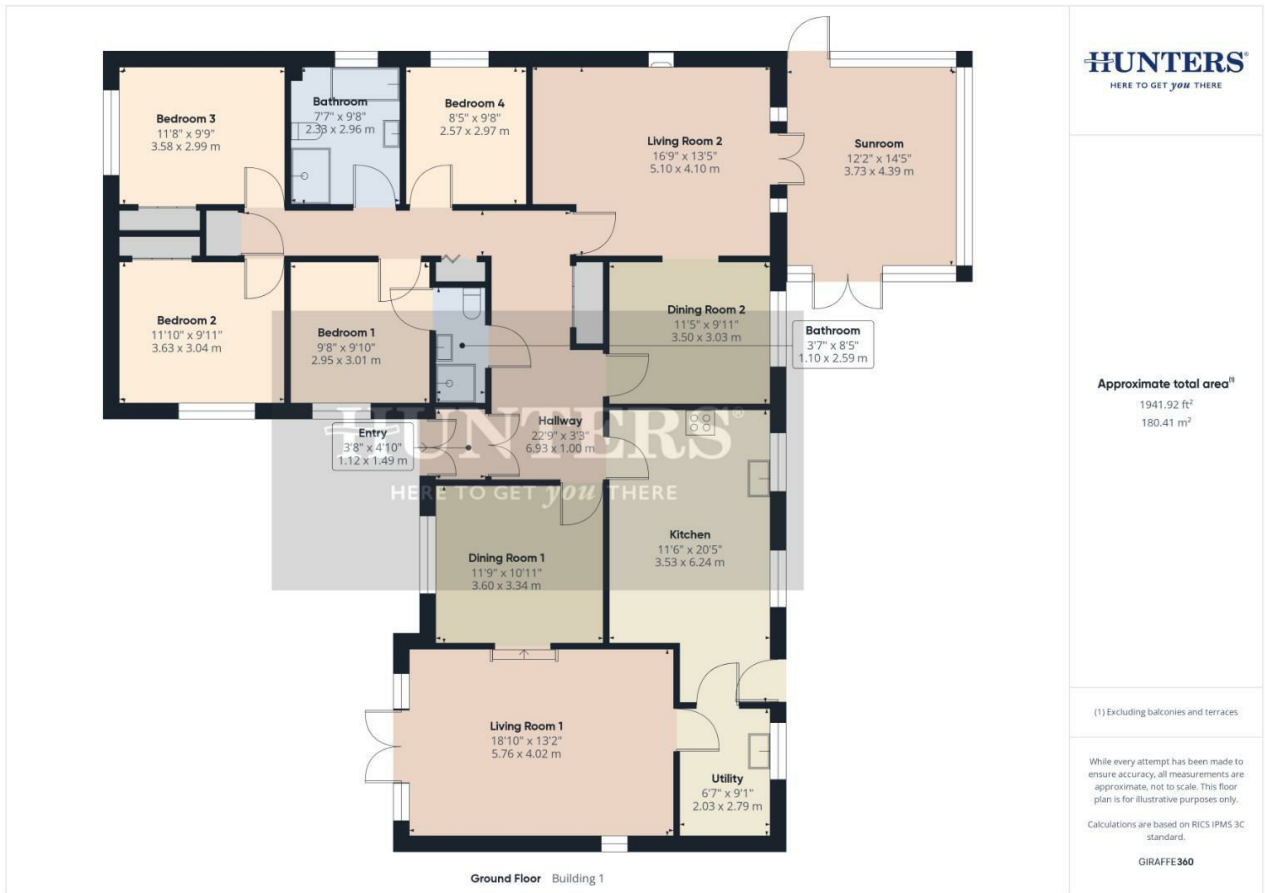 Bedroom 3
11'8" x 9'9"
3.58 x 2.99 m
Bathroom
7'7" x 9'8"
2.33 x 2.96 m
Bedroom 4
8'5" x 9'8"
2.57 x 2.97 m
Living Room 2
16'9" x 13'5"
5.10 x 4.10 m
Sunroom
12'2" x 14'5"
3.73 x 4.39 m
Bedroom 2
11'10" x 9'11"
3.63 x 3.04 m
Bedroom 1
9'8" x 9'10"
2.95 x 3.01 m
Dining Room 2
11'5" x 9'11"
3.50 x 3.03 m
Bathroom
3'7" x 8'5"
1.10 x 2.59 m
Entry
3'8" x 4'10"
1.12 x 1.49 m
Hallway
22'9" x 3'3"
6.93 x 1.00 m
HUNTERS®
HERE TO GET you THERE
Dining Room 1
11'9" x 10'11"
3.60 x 3.34 m
Kitchen
11'6" x 20'5"
3.53 x 6.24 m
Living Room 1
18'10" x 13'2"
5.76 x 4.02 m
Utility
6'7" x 9'1"
2.03 x 2.79 m
Ground Floor Building 1
HUNTERS®
HERE TO GET you THERE
Approximate total area⁽¹⁾
1941.92 ft²
180.41 m²
(1) Excluding balconies and terraces
While every attempt has been made to
ensure accuracy, all measurements are
approximate, not to scale. This floor
plan is for illustrative purposes only.
Calculations are based on RICS IPMS 3C
standard.
GIRAFFE360